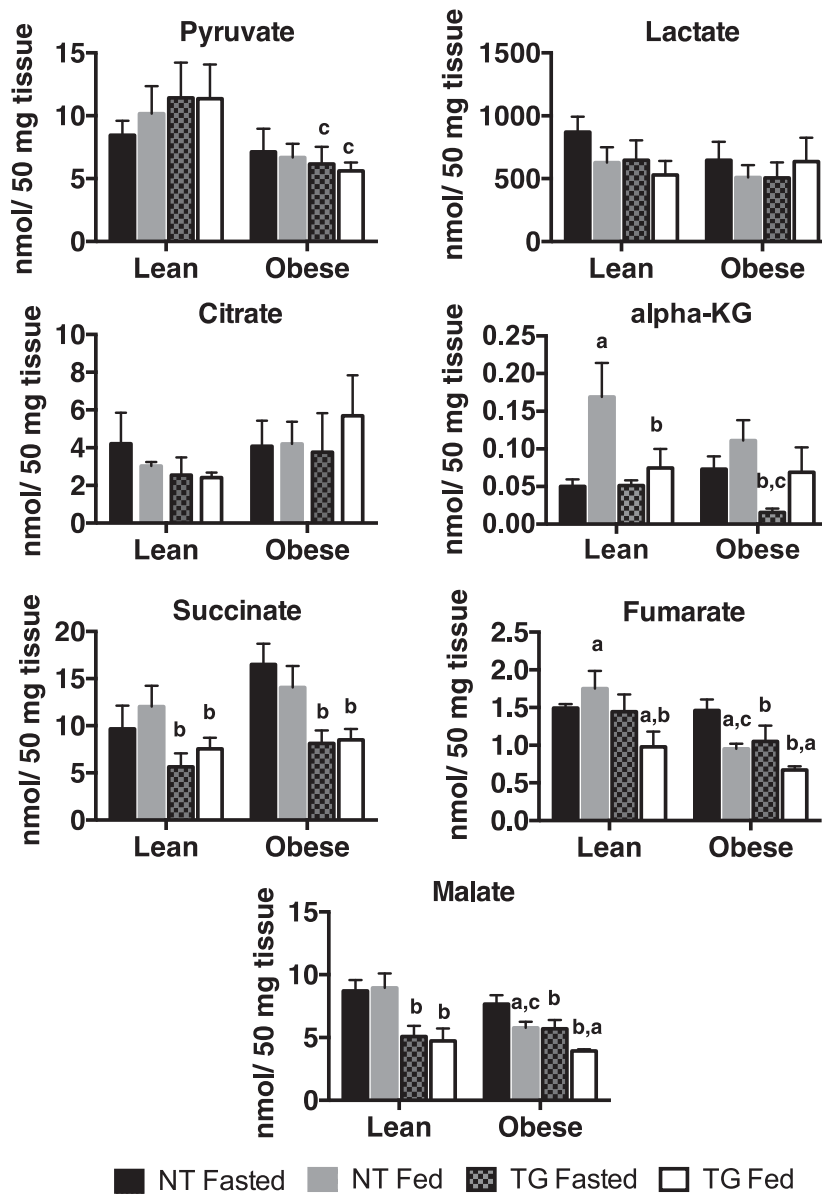 Pyruvate
nmol/ 50 mg tissue
15
10
5
0
c
c
Lean Obese
Lactate
nmol/ 50 mg tissue
1500
1000
500
0
Lean Obese
Citrate
nmol/ 50 mg tissue
10
8
6
4
2
0
Lean Obese
alpha-KG
nmol/ 50 mg tissue
0.25
0.20
0.15
0.10
0.05
0.00
a
b
b,c
Lean Obese
Succinate
nmol/ 50 mg tissue
20
15
10
5
0
b b
b b
Lean Obese
Fumarate
nmol/ 50 mg tissue
2.5
2.0
1.5
1.0
0.5
0.0
a
a,b
a,c
b
b,a
Lean Obese
Malate
nmol/ 50 mg tissue
15
10
5
0
b b
a,c b
b,a
Lean Obese
NT Fasted NT Fed TG Fasted TG Fed